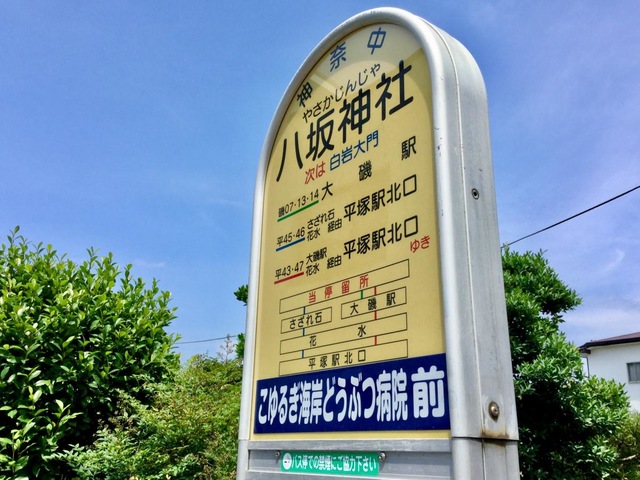 神奈中
やさかじんじゃ
八坂神社
次は 白岩大門
磯07・13・14 大磯駅
平45・46 さざれ石 花水 経由 平塚駅北口
平43・47 大磯駅 花水 経由 平塚駅北口 ゆき
当停留所
さざれ石 大磯駅
花水
平塚駅北口
こゆるぎ海岸どうぶつ病院前
バス停での禁煙にご協力下さい